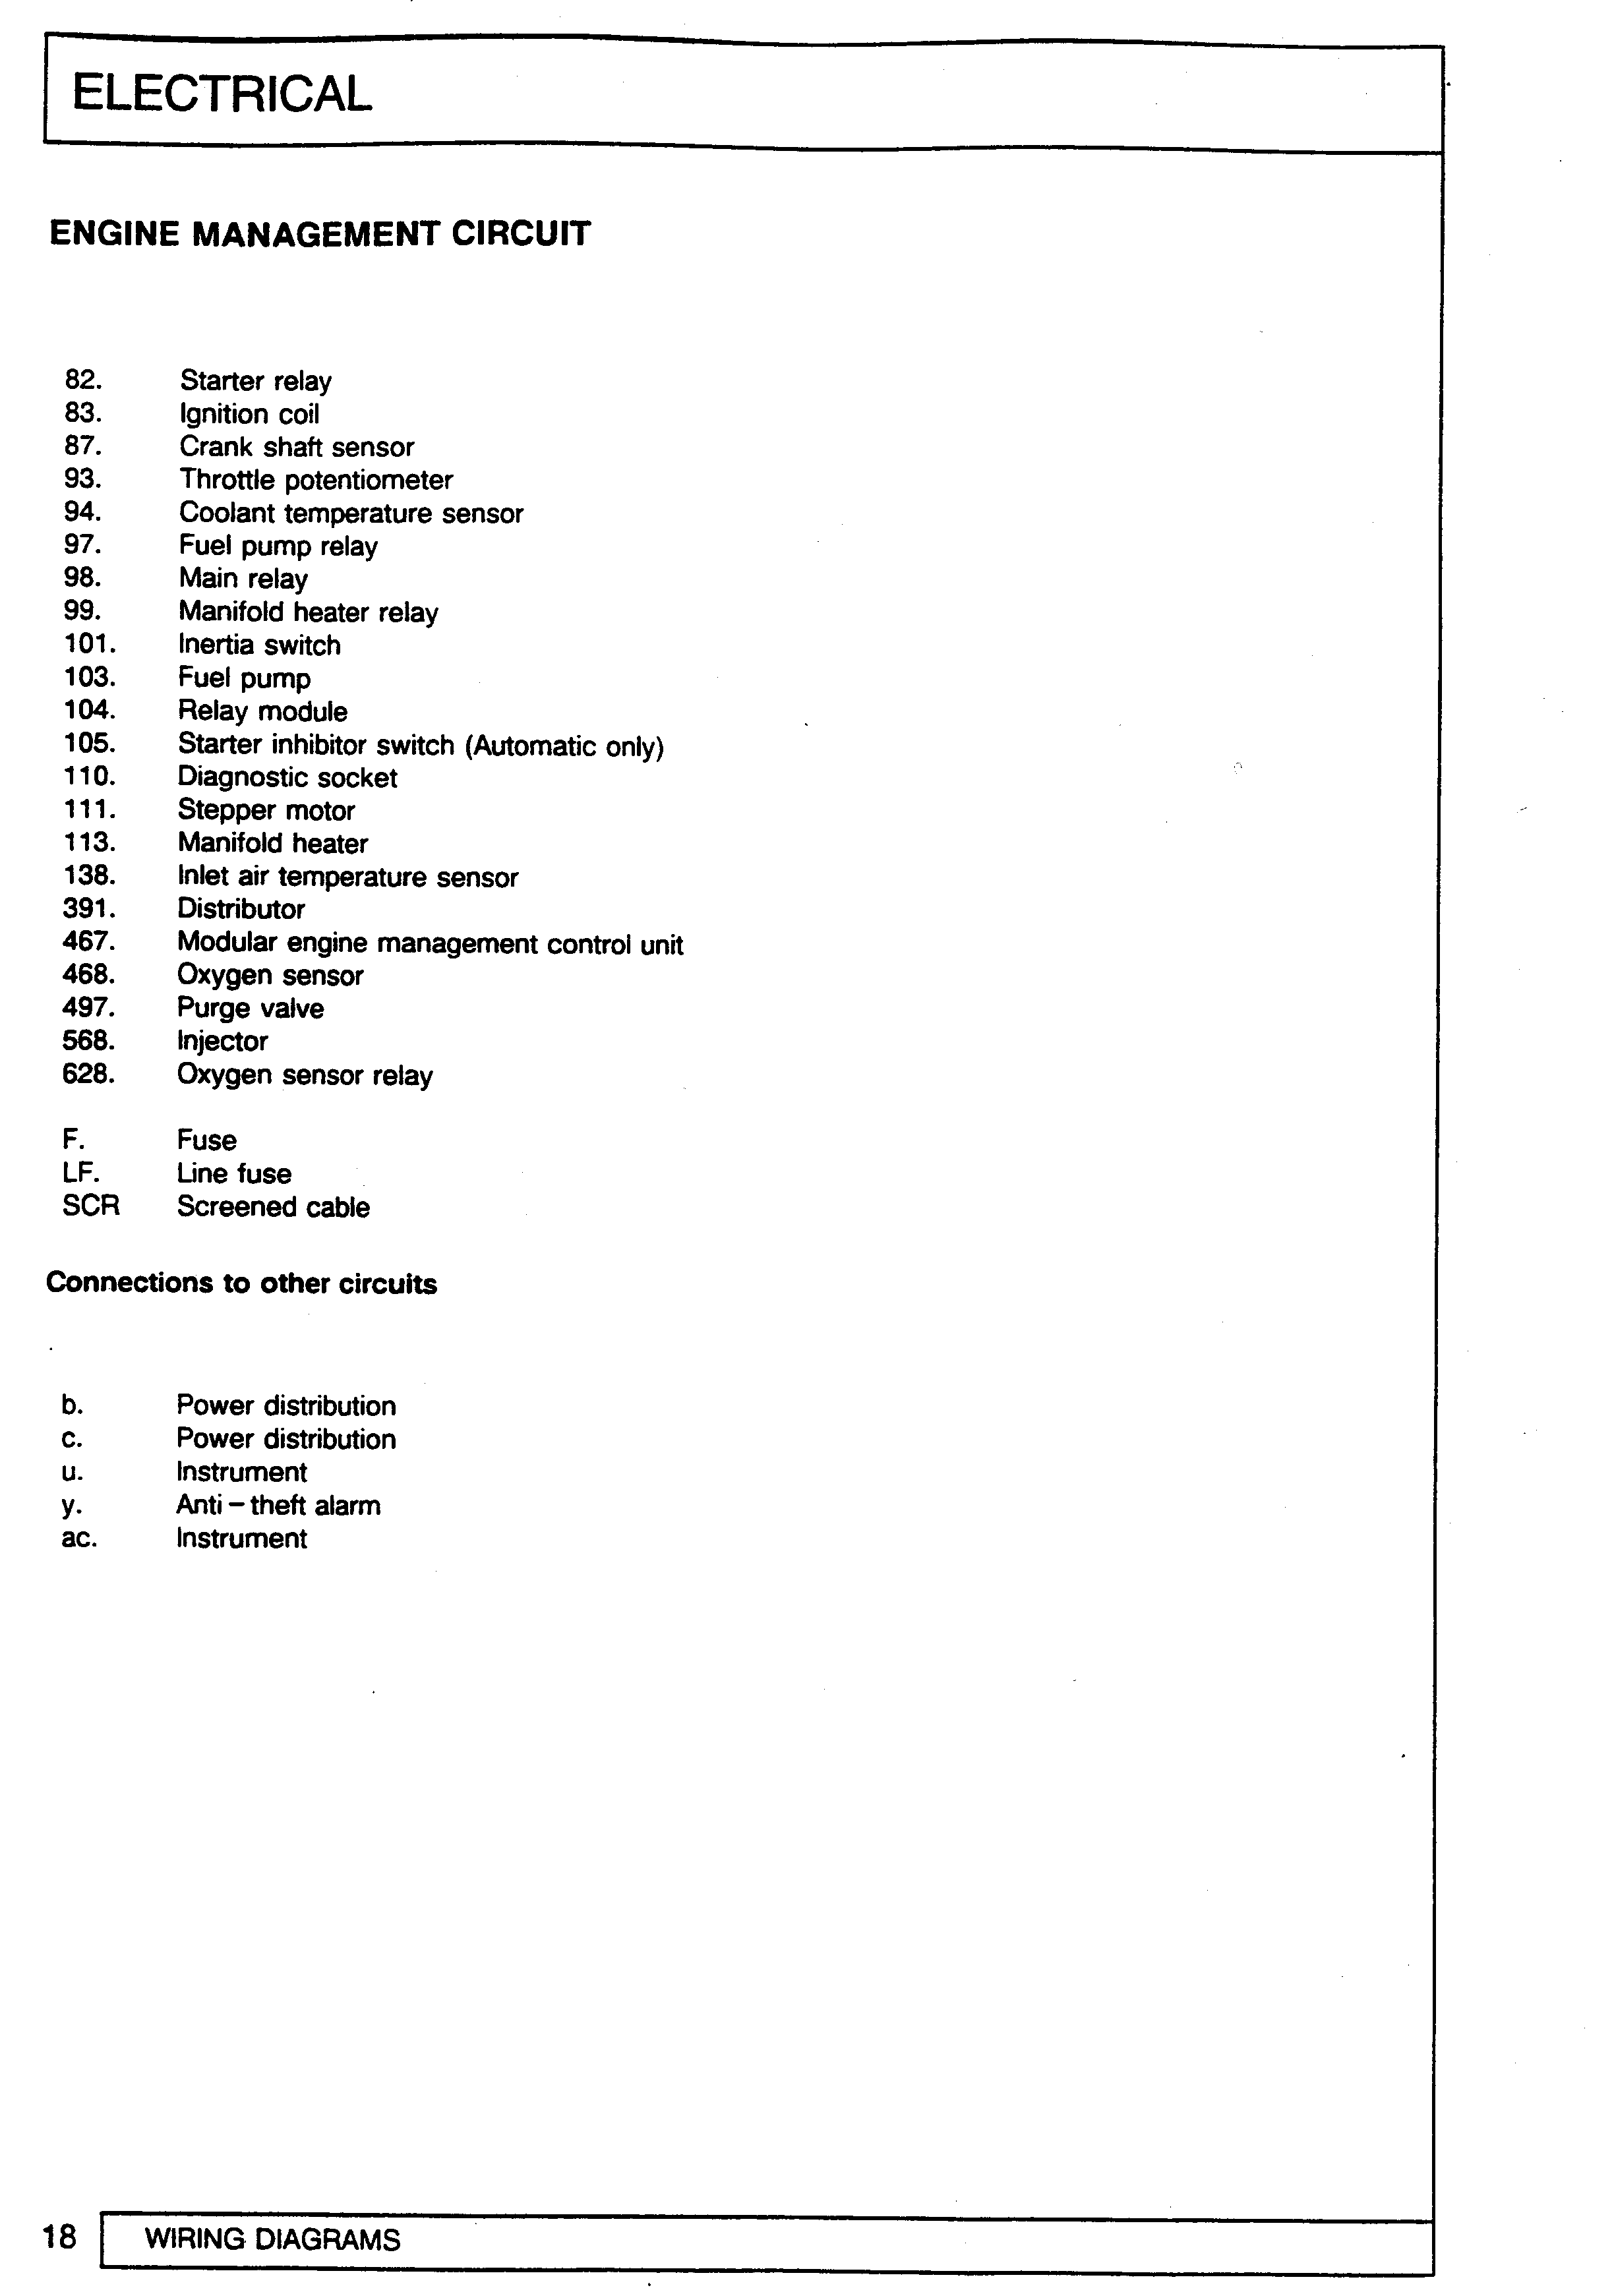 ELECTRICAL
ENGINE MANAGEMENT CIRCUIT
82. Starter relay
83. Ignition coil
87. Crank shaft sensor
93. Throttle potentiometer
94. Coolant temperature sensor
97. Fuel pump relay
98. Main relay
99. Manifold heater relay
101. Inertia switch
103. Fuel pump
104. Relay module
105. Starter inhibitor switch (Automatic only)
110. Diagnostic socket
111. Stepper motor
113. Manifold heater
138. Inlet air temperature sensor
391. Distributor
467. Modular engine management control unit
468. Oxygen sensor
497. Purge valve
568. Injector
628. Oxygen sensor relay
F. Fuse
LF. Line fuse
SCR Screened cable
Connections to other circuits
b. Power distribution
c. Power distribution
u. Instrument
y. Anti – theft alarm
ac. Instrument
18 WIRING DIAGRAMS